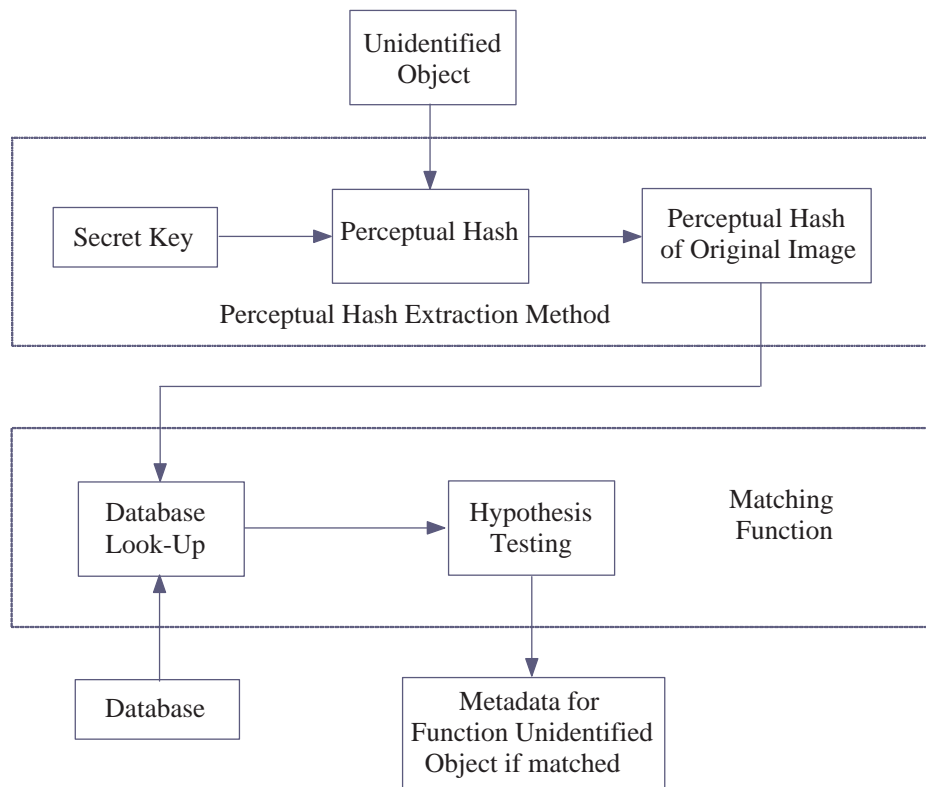 Unidentified
Object
Secret Key
Perceptual Hash
Perceptual Hash
of Original Image
Perceptual Hash Extraction Method
Database
Look-Up
Hypothesis
Testing
Matching
Function
Database
Metadata for
Function Unidentified
Object if matched